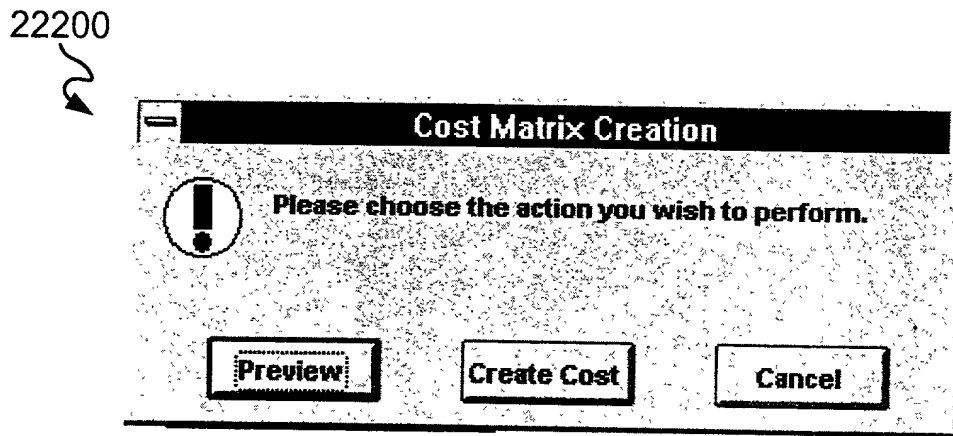 22200
Cost Matrix Creation
Please choose the action you wish to perform.
Preview Create Cost Cancel